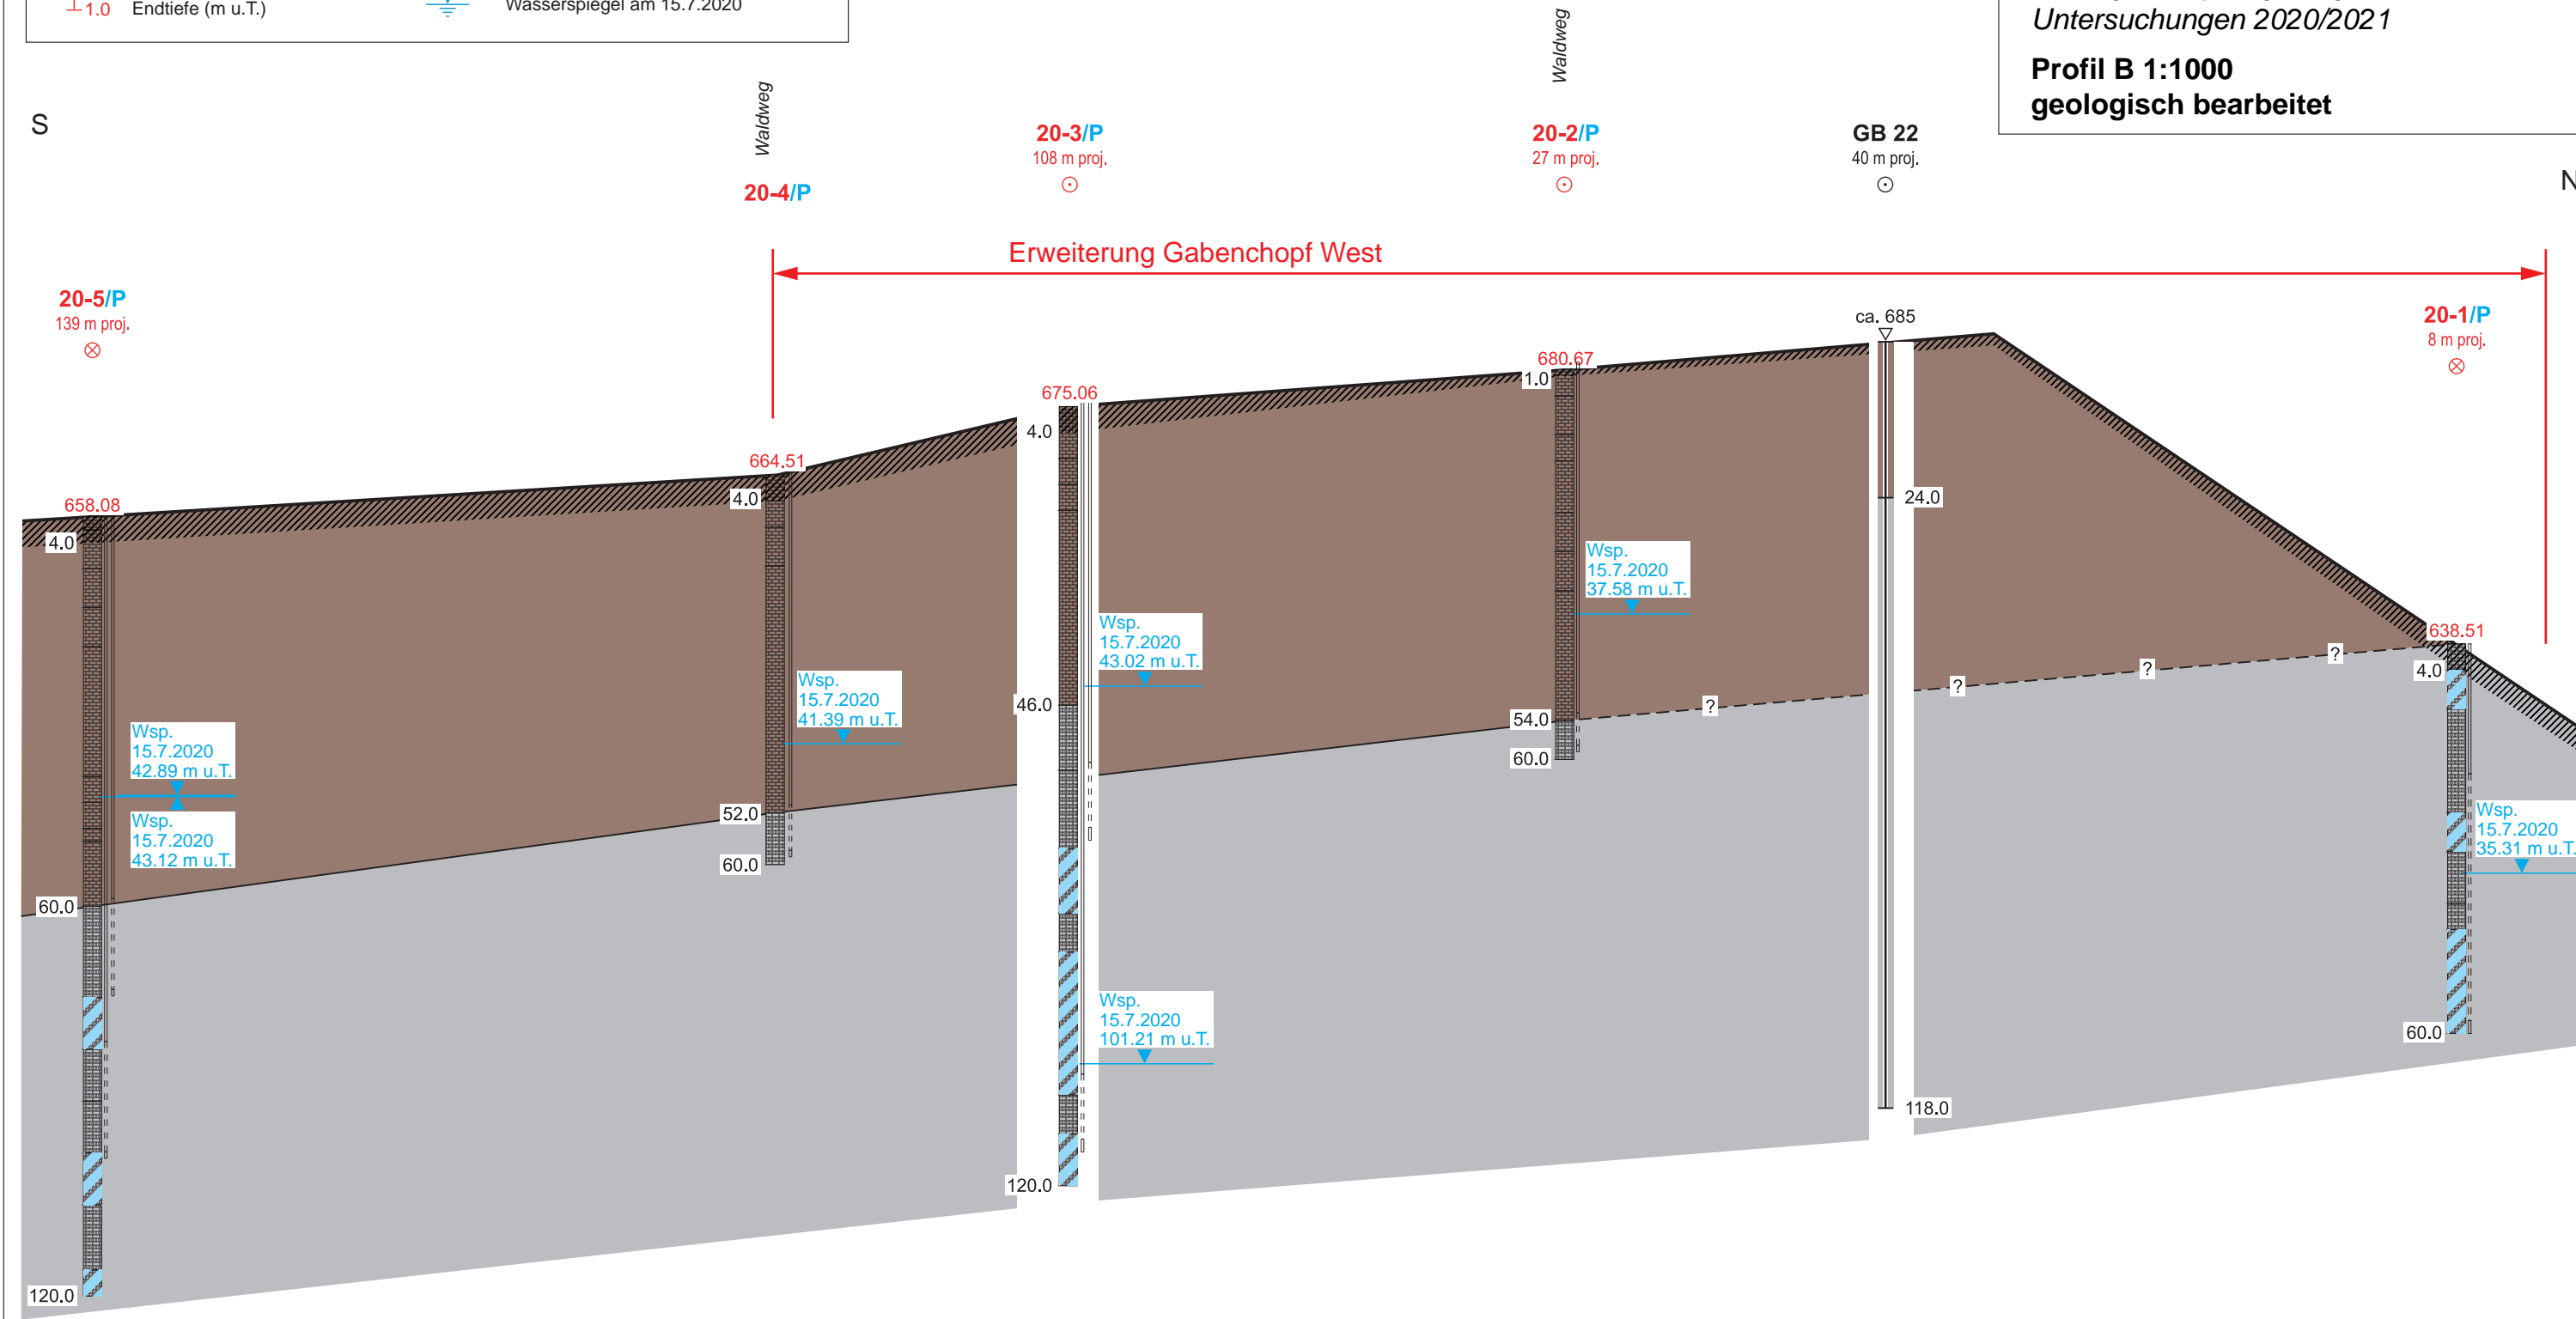 1.0 Endtiefe (m u.T.)
Wasserspiegel am 15.7.2020
Untersuchungen 2020/2021
Profil B 1:1000
geologisch bearbeitet
S
N
Waldweg
Waldweg
20-3/P
108 m proj.
20-2/P
27 m proj.
GB 22
40 m proj.
20-4/P
Erweiterung Gabenchopf West
20-5/P
139 m proj.
20-1/P
8 m proj.
ca. 685
680.67
1.0
675.06
4.0
664.51
4.0
658.08
4.0
24.0
Wsp.
15.7.2020
37.58 m u.T.
Wsp.
15.7.2020
43.02 m u.T.
638.51
4.0
?
?
?
?
Wsp.
15.7.2020
41.39 m u.T.
46.0
54.0
60.0
Wsp.
15.7.2020
42.89 m u.T.
Wsp.
15.7.2020
43.12 m u.T.
52.0
60.0
Wsp.
15.7.2020
35.31 m u.T.
60.0
Wsp.
15.7.2020
101.21 m u.T.
60.0
118.0
120.0
120.0